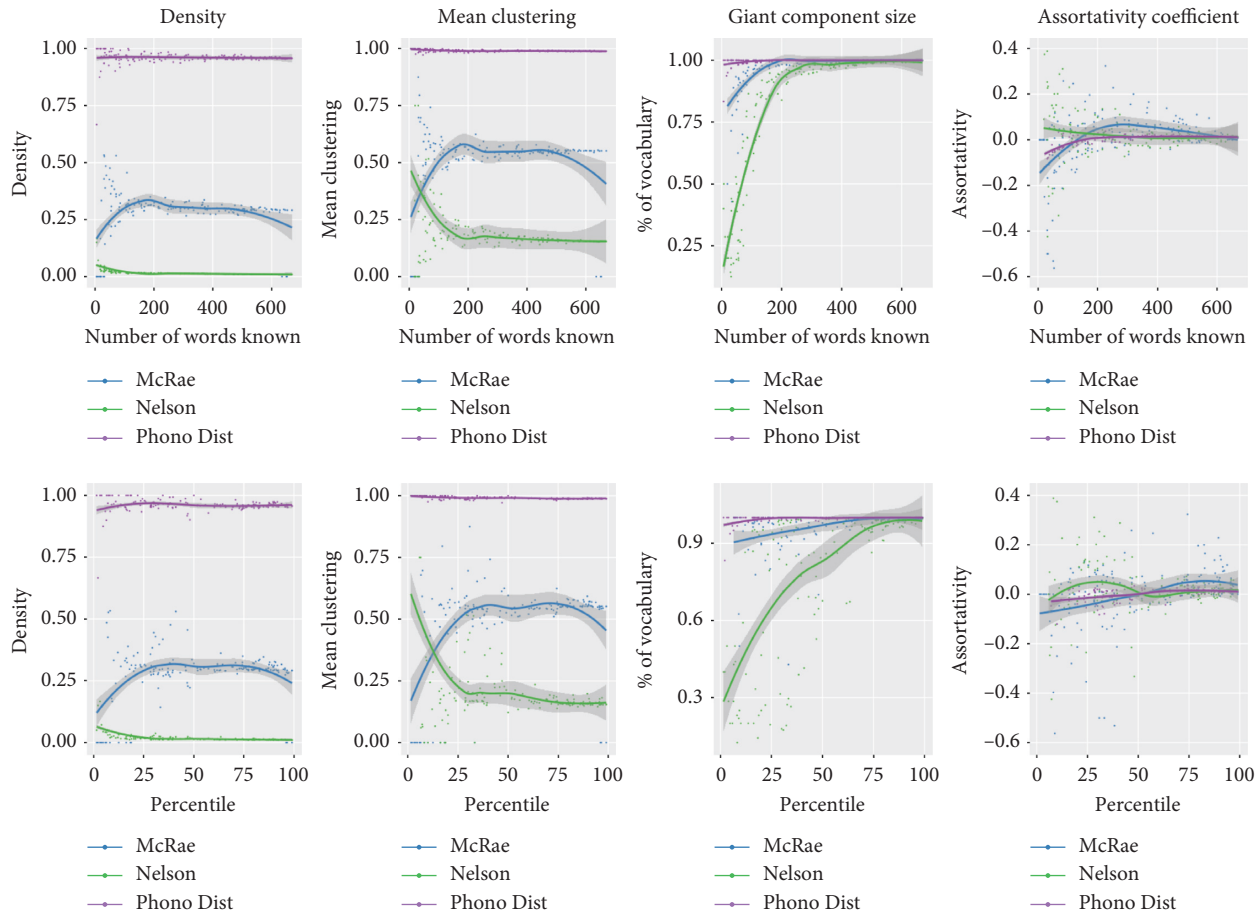 Density
Mean clustering
Giant component size
Assortativity coefficient
Density
1.00
0.75
0.50
0.25
0.00
0 200 400 600
Number of words known
Mean clustering
1.00
0.75
0.50
0.25
0.00
0 200 400 600
Number of words known
% of vocabulary
1.00
0.75
0.50
0.25
0 200 400 600
Number of words known
Assortativity
0.4
0.2
0.0
−0.2
−0.4
−0.6
0 200 400 600
Number of words known
McRae
Nelson
Phono Dist
McRae
Nelson
Phono Dist
McRae
Nelson
Phono Dist
McRae
Nelson
Phono Dist
Density
1.00
0.75
0.50
0.25
0.00
0 25 50 75 100
Percentile
Mean clustering
1.00
0.75
0.50
0.25
0.00
0 25 50 75 100
Percentile
% of vocabulary
0.9
0.6
0.3
0 25 50 75 100
Percentile
Assortativity
0.4
0.2
0.0
−0.2
−0.4
−0.6
0 25 50 75 100
Percentile
McRae
Nelson
Phono Dist
McRae
Nelson
Phono Dist
McRae
Nelson
Phono Dist
McRae
Nelson
Phono Dist